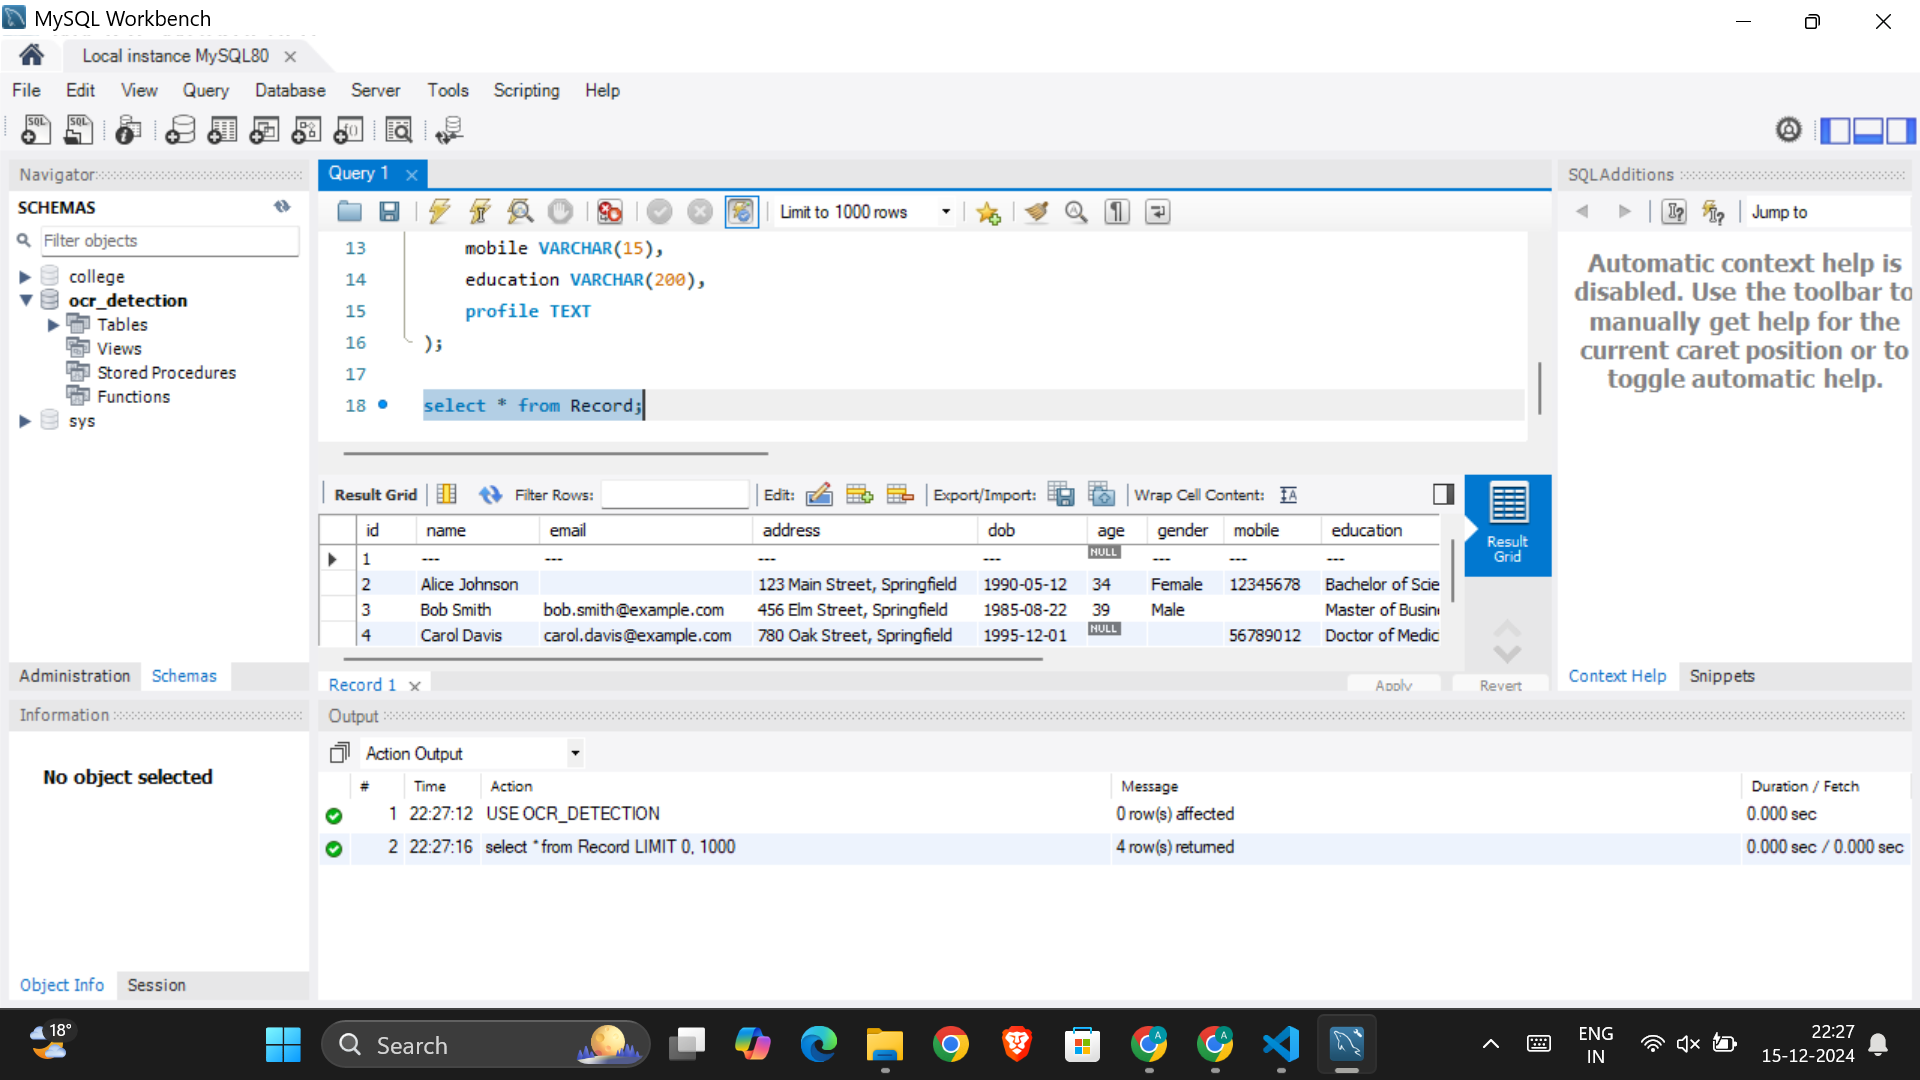 MySQL Workbench
Local instance MySQL80
File Edit View Query Database Server Tools Scripting Help
Navigator
SCHEMAS
Filter objects
college
ocr_detection
Tables
Views
Stored Procedures
Functions
sys
Administration Schemas
Query 1
Limit to 1000 rows
13 mobile VARCHAR(15),
14 education VARCHAR(200),
15 profile TEXT
16 );
17
18 select * from Record;
Result Grid Filter Rows: Edit: Export/Import: Wrap Cell Content:
id name email address dob age gender mobile education
1 --- --- --- --- NULL --- --- ---
2 Alice Johnson 123 Main Street, Springfield 1990-05-12 34 Female 12345678 Bachelor of Scie
3 Bob Smith bob.smith@example.com 456 Elm Street, Springfield 1985-08-22 39 Male Master of Busin
4 Carol Davis carol.davis@example.com 780 Oak Street, Springfield 1995-12-01 NULL 56789012 Doctor of Medic
Result
Grid
Record 1
Apply Revert
SQLAdditions
Jump to
Automatic context help is
disabled. Use the toolbar to
manually get help for the
current caret position or to
toggle automatic help.
Context Help Snippets
Information
No object selected
Object Info Session
Output
Action Output
# Time Action Message Duration / Fetch
1 22:27:12 USE OCR_DETECTION 0 row(s) affected 0.000 sec
2 22:27:16 select * from Record LIMIT 0, 1000 4 row(s) returned 0.000 sec / 0.000 sec
18°
Search
ENG
IN
22:27
15-12-2024